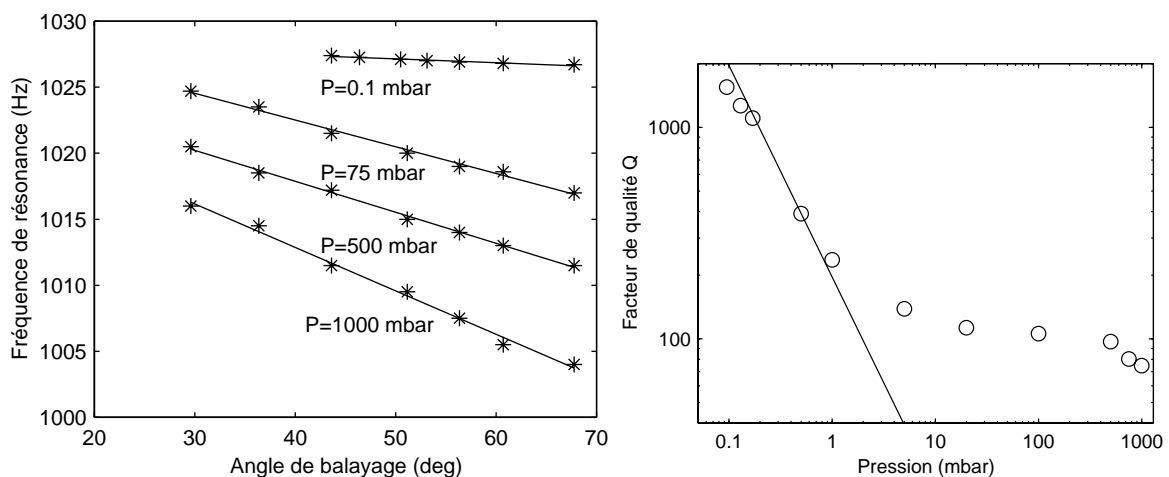 Fréquence de résonance (Hz)
1030
1025
1020
1015
1010
1005
1000
P=0.1 mbar
P=75 mbar
P=500 mbar
P=1000 mbar
20
30
40
50
60
70
Angle de balayage (deg)
Facteur de qualité Q
1000
100
0.1
1
10
100
1000
Pression (mbar)